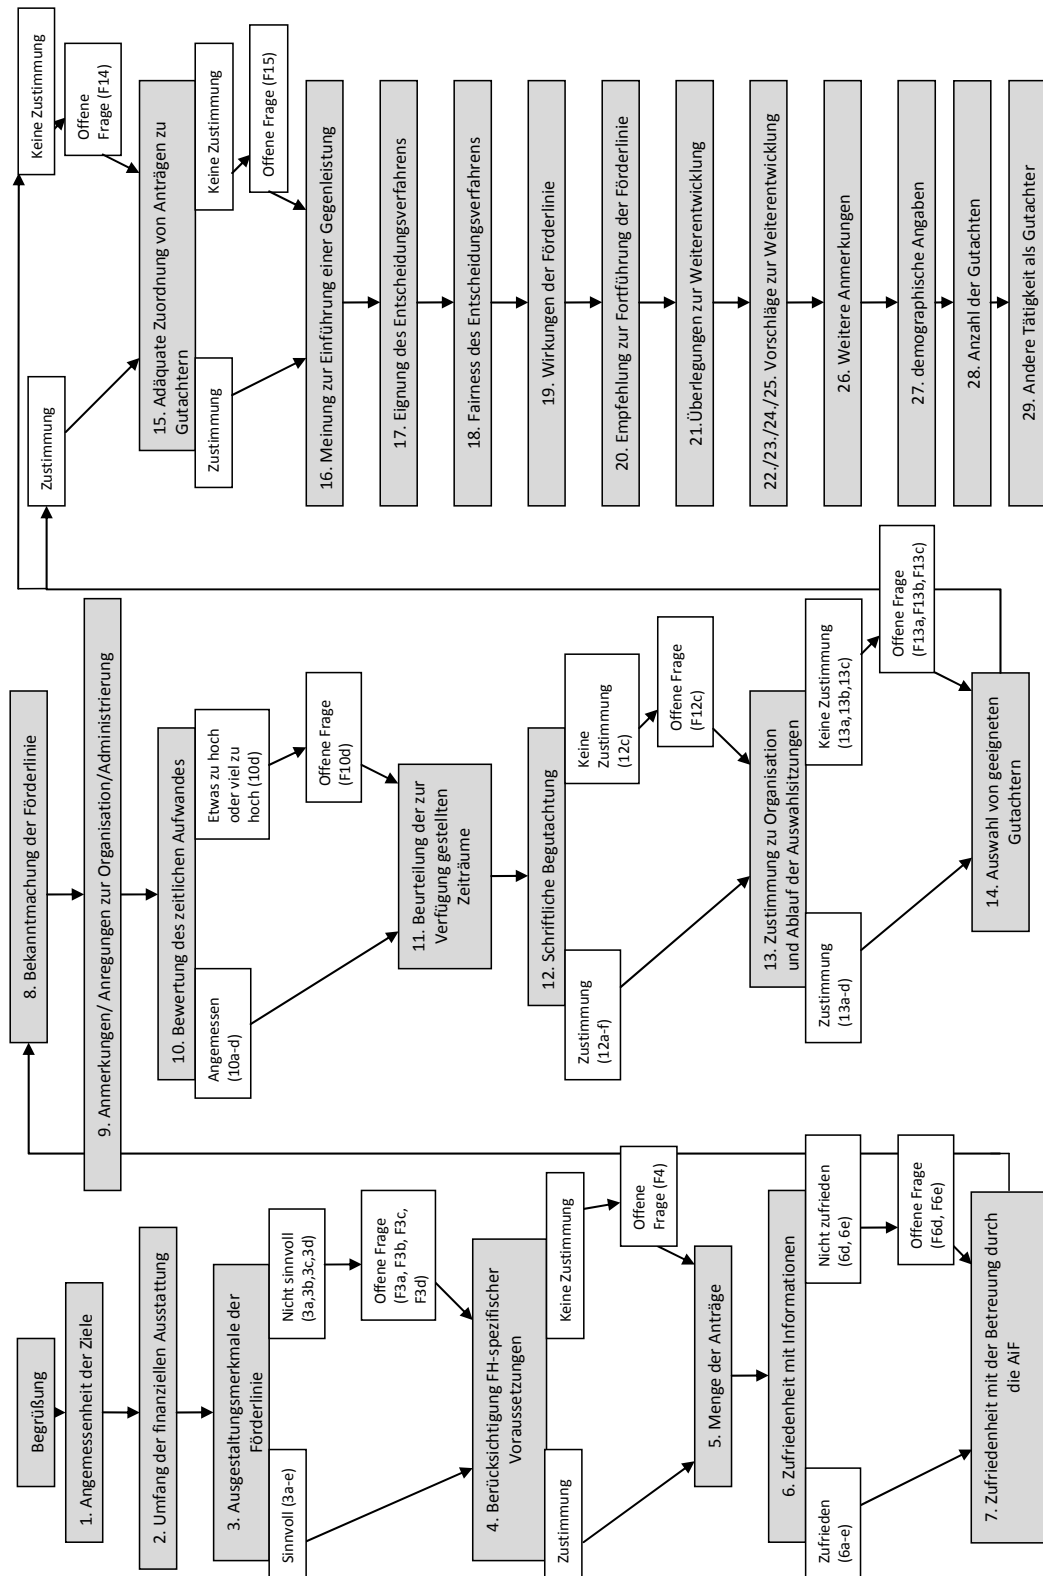 Begrüßung
1. Angemessenheit der Ziele
2. Umfang der finanziellen Ausstattung
3. Ausgestaltungsmerkmale der
Förderlinie
Sinnvoll (3a-e)
Nicht sinnvoll
(3a,3b,3c,3d)
Offene Frage
(F3a, F3b, F3c,
F3d)
4. Berücksichtigung FH-spezifischer
Voraussetzungen
Zustimmung
Keine Zustimmung
Offene
Frage (F4)
5. Menge der Anträge
6. Zufriedenheit mit Informationen
Zufrieden
(6a-e)
Nicht zufrieden
(6d, 6e)
Offene Frage
(F6d, F6e)
7. Zufriedenheit mit der Betreuung durch
die AiF
8. Bekanntmachung der Förderlinie
9. Anmerkungen/ Anregungen zur Organisation/Administrierung
10. Bewertung des zeitlichen Aufwandes
Angemessen
(10a-d)
Etwas zu hoch
oder viel zu
hoch (10d)
Offene Frage
(F10d)
11. Beurteilung der zur
Verfügung gestellten
Zeiträume
12. Schriftliche Begutachtung
Zustimmung
(12a-f)
Keine
Zustimmung
(12c)
Offene Frage
(F12c)
13. Zustimmung zu Organisation
und Ablauf der Auswahlsitzungen
Zustimmung
(13a-d)
Keine Zustimmung
(13a,13b,13c)
Offene Frage
(F13a,F13b,F13c)
14. Auswahl von geeigneten
Gutachtern
Zustimmung
Keine Zustimmung
Offene
Frage (F14)
15. Adäquate Zuordnung von Anträgen zu
Gutachtern
Zustimmung
Keine Zustimmung
Offene Frage (F15)
16. Meinung zur Einführung einer Gegenleistung
17. Eignung des Entscheidungsverfahrens
18. Fairness des Entscheidungsverfahrens
19. Wirkungen der Förderlinie
20. Empfehlung zur Fortführung der Förderlinie
21.Überlegungen zur Weiterentwicklung
22./23./24./25. Vorschläge zur Weiterentwicklung
26. Weitere Anmerkungen
27. demographische Angaben
28. Anzahl der Gutachten
29. Andere Tätigkeit als Gutachter